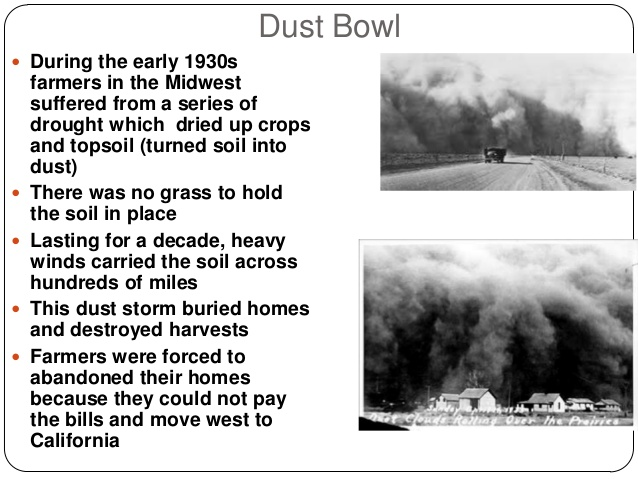 Dust Bowl
• During the early 1930s
farmers in the Midwest
suffered from a series of
drought which dried up crops
and topsoil (turned soil into
dust)
• There was no grass to hold
the soil in place
• Lasting for a decade, heavy
winds carried the soil across
hundreds of miles
• This dust storm buried homes
and destroyed harvests
• Farmers were forced to
abandoned their homes
because they could not pay
the bills and move west to
California
Dust Clouds Rolling Over the Prairies